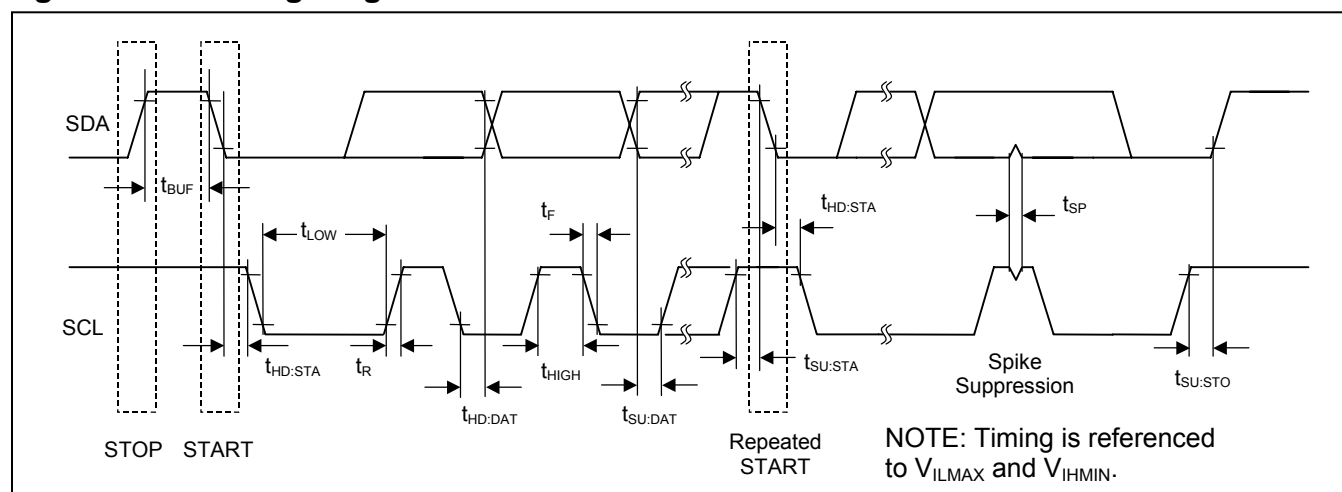 SDA
tBUF
tF
tHD:STA
tSP
tLOW
SCL
tHD:STA
tR
tHIGH
tSU:STA
Spike
Suppression
tSU:STO
tHD:DAT
tSU:DAT
STOP START
Repeated
START
NOTE: Timing is referenced
to VILMAX and VIHMIN.